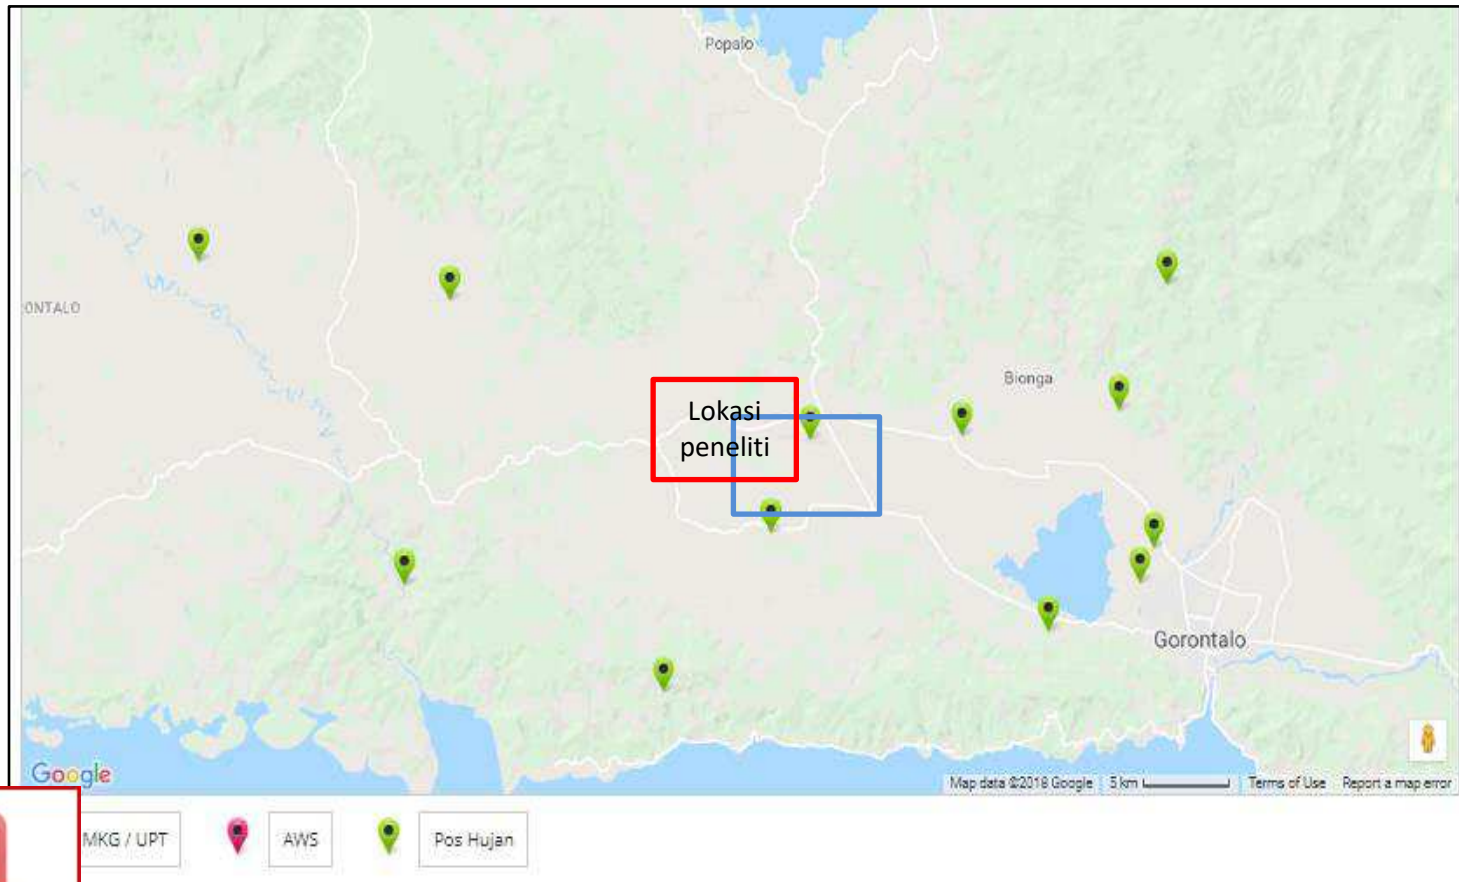 Popalo
ONTALO
Bionga
Lokasi
peneliti
Gorontalo
Google
Map data ©2018 Google
5 km
Terms of Use
Report a map error
MKG / UPT
AWS
Pos Hujan